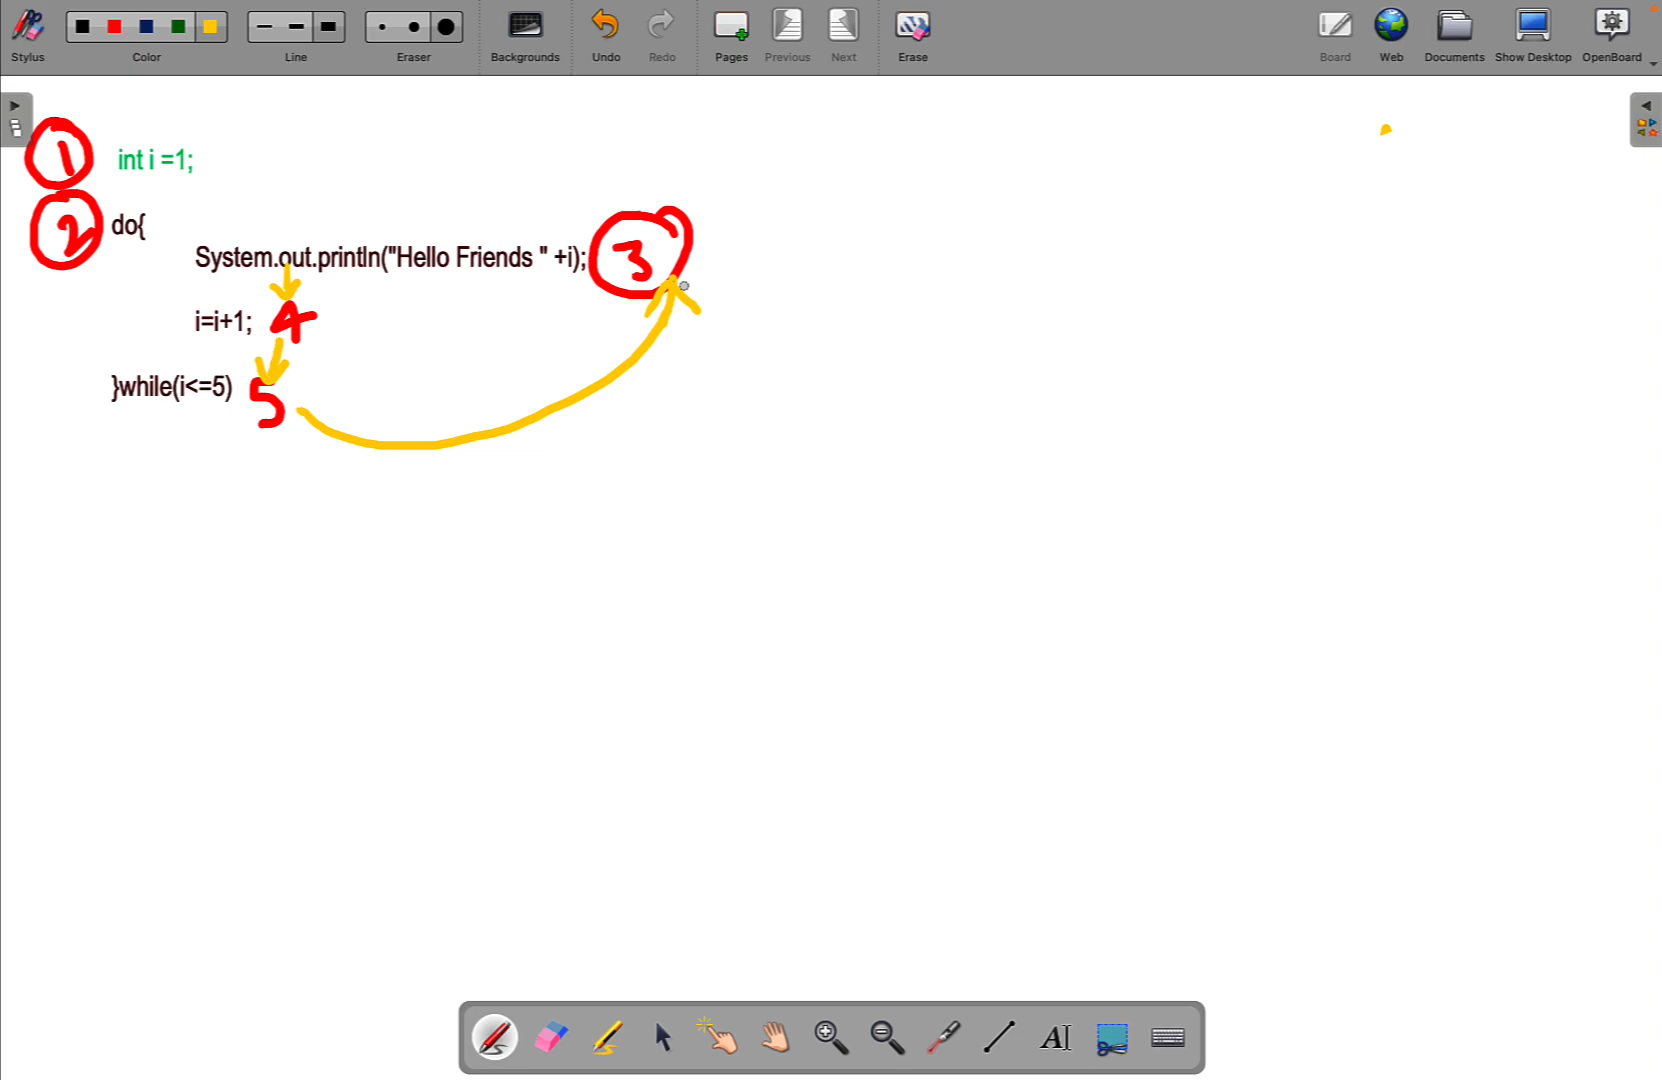 Stylus Color Line Eraser Backgrounds Undo Redo Pages Previous Next Erase Board Web Documents Show Desktop OpenBoard
1 int i =1;
2 do{
System.out.println("Hello Friends " +i); 3
i=i+1; 4
}while(i<=5) 5
AI